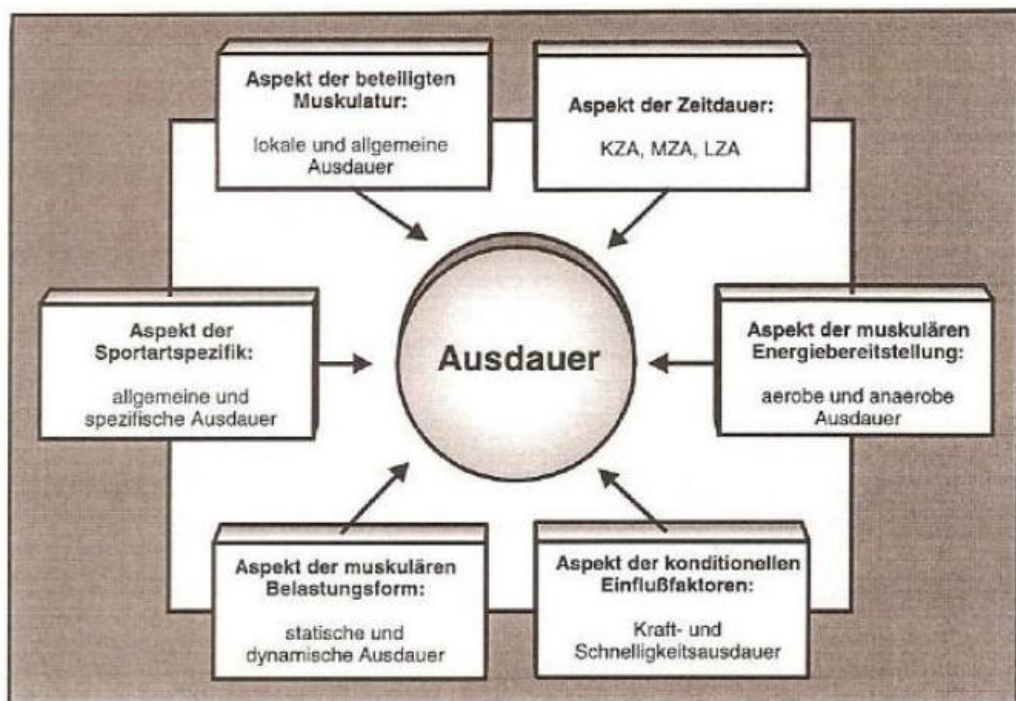 Aspekt der beteiligten
Muskulatur:
lokale und allgemeine
Ausdauer
Aspekt der Zeitdauer:
KZA, MZA, LZA
Aspekt der
Sportartspezifik:
allgemeine und
spezifische Ausdauer
Ausdauer
Aspekt der muskulären
Energiebereitstellung:
aerobe und anaerobe
Ausdauer
Aspekt der muskulären
Belastungsform:
statische und
dynamische Ausdauer
Aspekt der konditionellen
Einflußfaktoren:
Kraft- und
Schnelligkeitsausdauer